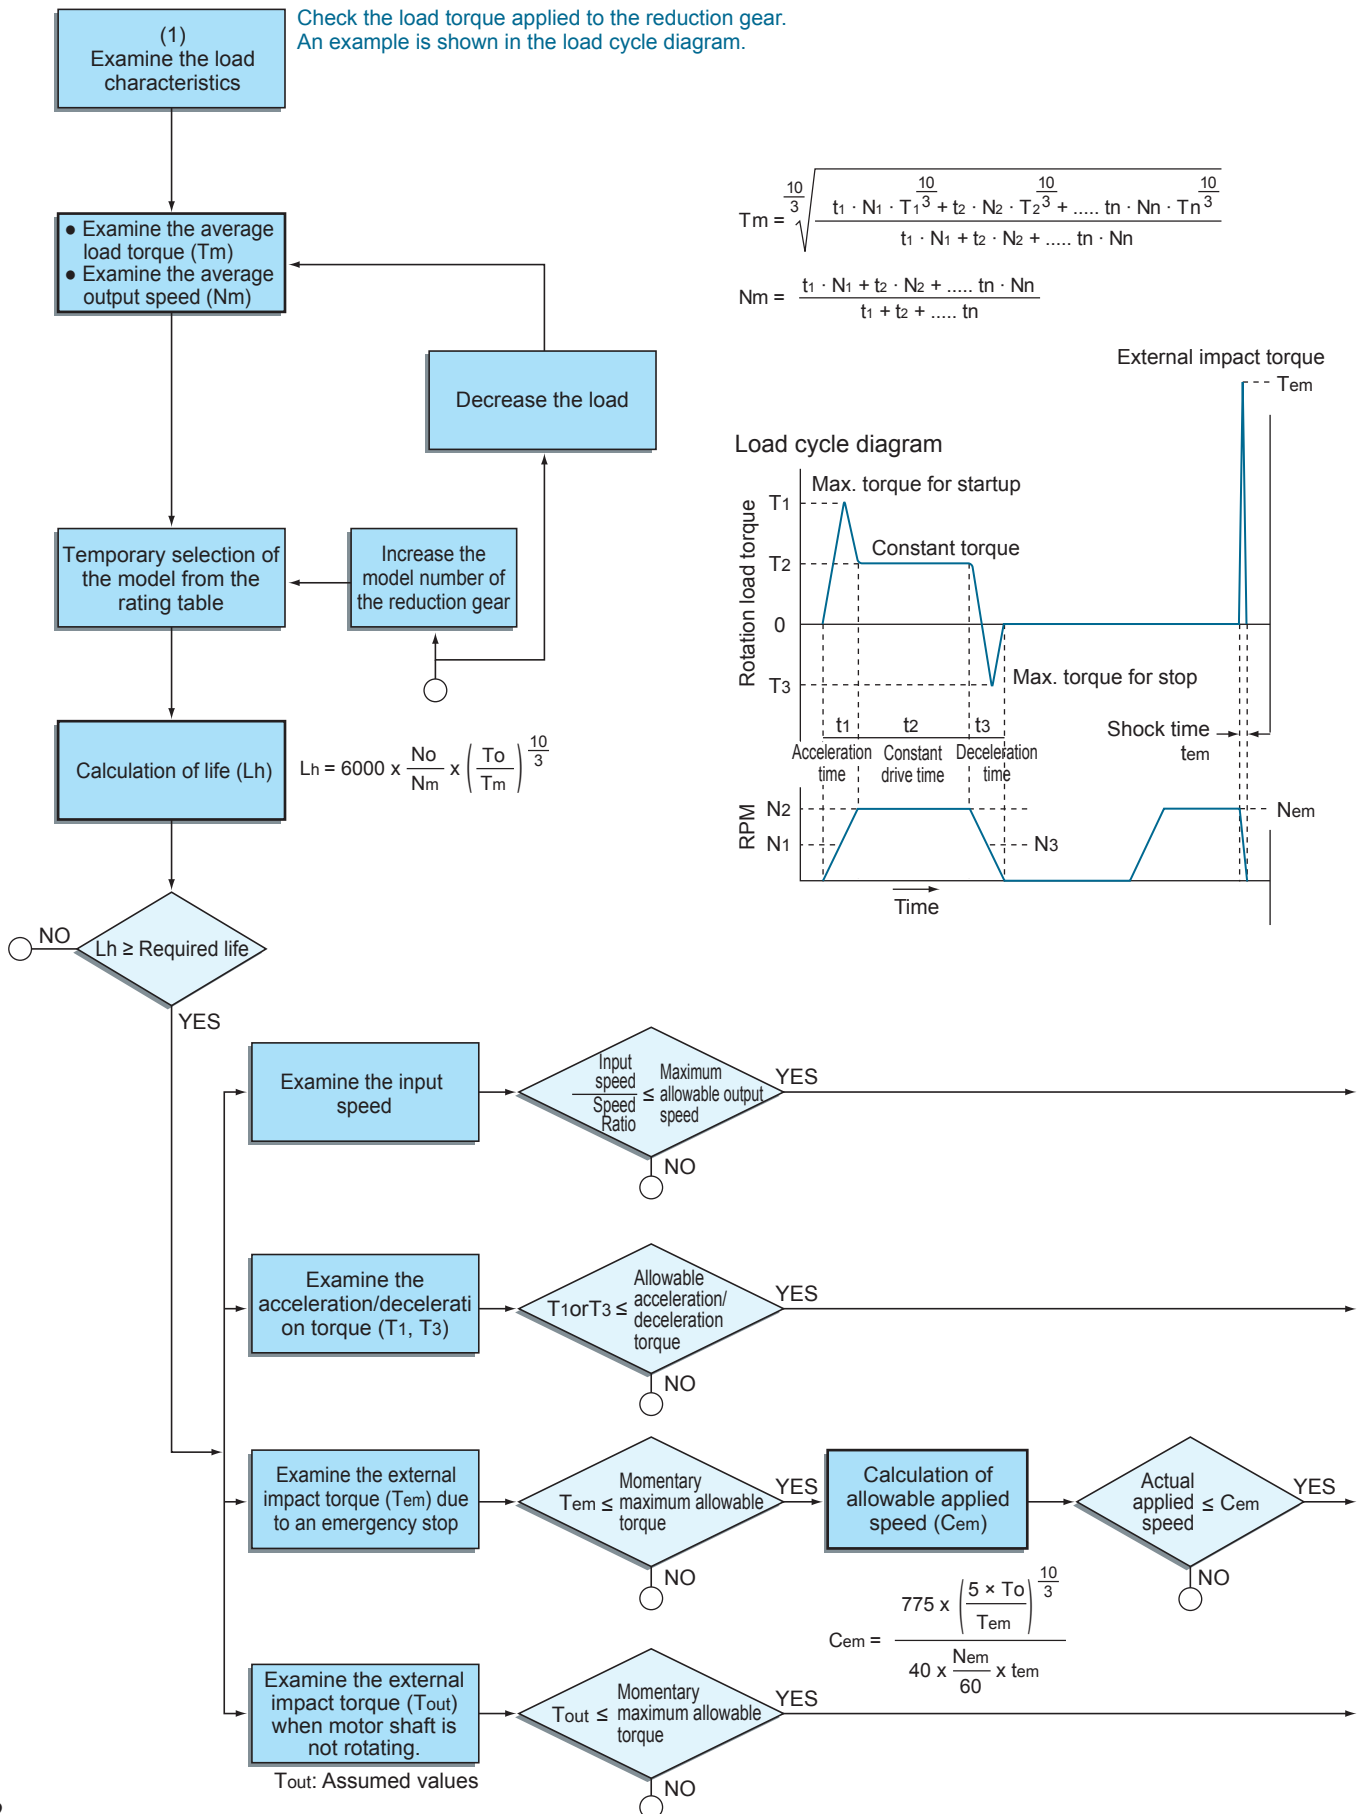 (1)
Examine the load
characteristics
Check the load torque applied to the reduction gear.
An example is shown in the load cycle diagram.
● Examine the average
load torque (Tm)
● Examine the average
output speed (Nm)
Tm = 10/3√ (t1 · N1 · T1^10/3 + t2 · N2 · T2^10/3 + ..... tn · Nn · Tn^10/3) / (t1 · N1 + t2 · N2 + ..... tn · Nn)
Nm = (t1 · N1 + t2 · N2 + ..... tn · Nn) / (t1 + t2 + ..... tn)
Decrease the load
Temporary selection of
the model from the
rating table
Increase the
model number of
the reduction gear
Calculation of life (Lh)
Lh = 6000 x No/Nm x (To/Tm)^10/3
Load cycle diagram
External impact torque
Tem
Rotation load torque
T1
Max. torque for startup
T2
Constant torque
0
T3
Max. torque for stop
t1
t2
t3
Acceleration
time
Constant
drive time
Deceleration
time
Shock time
tem
RPM
N2
N1
N3
Nem
Time
Lh ≥ Required life
NO
YES
Examine the input
speed
Input
speed
Speed
Ratio
≤
Maximum
allowable output
speed
YES
NO
Examine the
acceleration/decelerati
on torque (T1, T3)
T1orT3 ≤
Allowable
acceleration/
deceleration
torque
YES
NO
Examine the external
impact torque (Tem) due
to an emergency stop
Tem ≤
Momentary
maximum allowable
torque
YES
NO
Calculation of
allowable applied
speed (Cem)
Actual
applied
speed
≤ Cem
YES
NO
Cem = (775 x (5 × To/Tem)^10/3) / (40 x Nem/60 x tem)
Examine the external
impact torque (Tout)
when motor shaft is
not rotating.
Tout: Assumed values
Tout ≤
Momentary
maximum allowable
torque
YES
NO